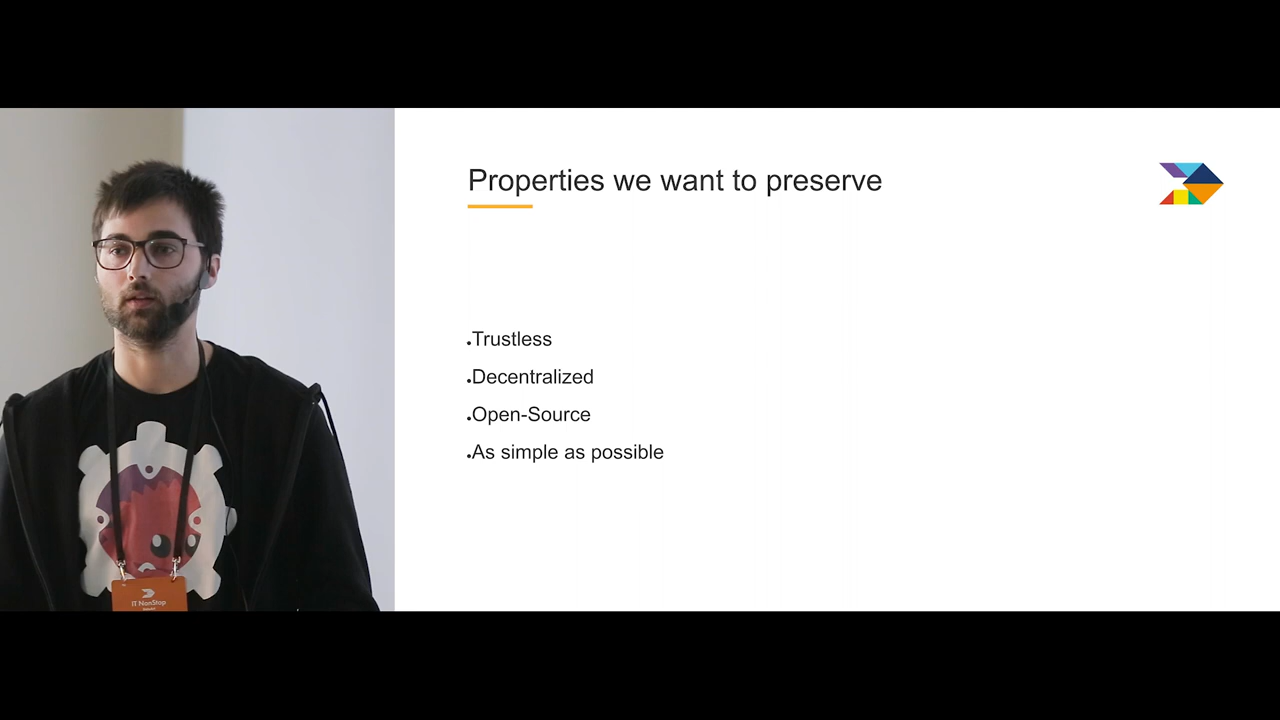 Properties we want to preserve
.Trustless
.Decentralized
.Open-Source
.As simple as possible
IT NonStop